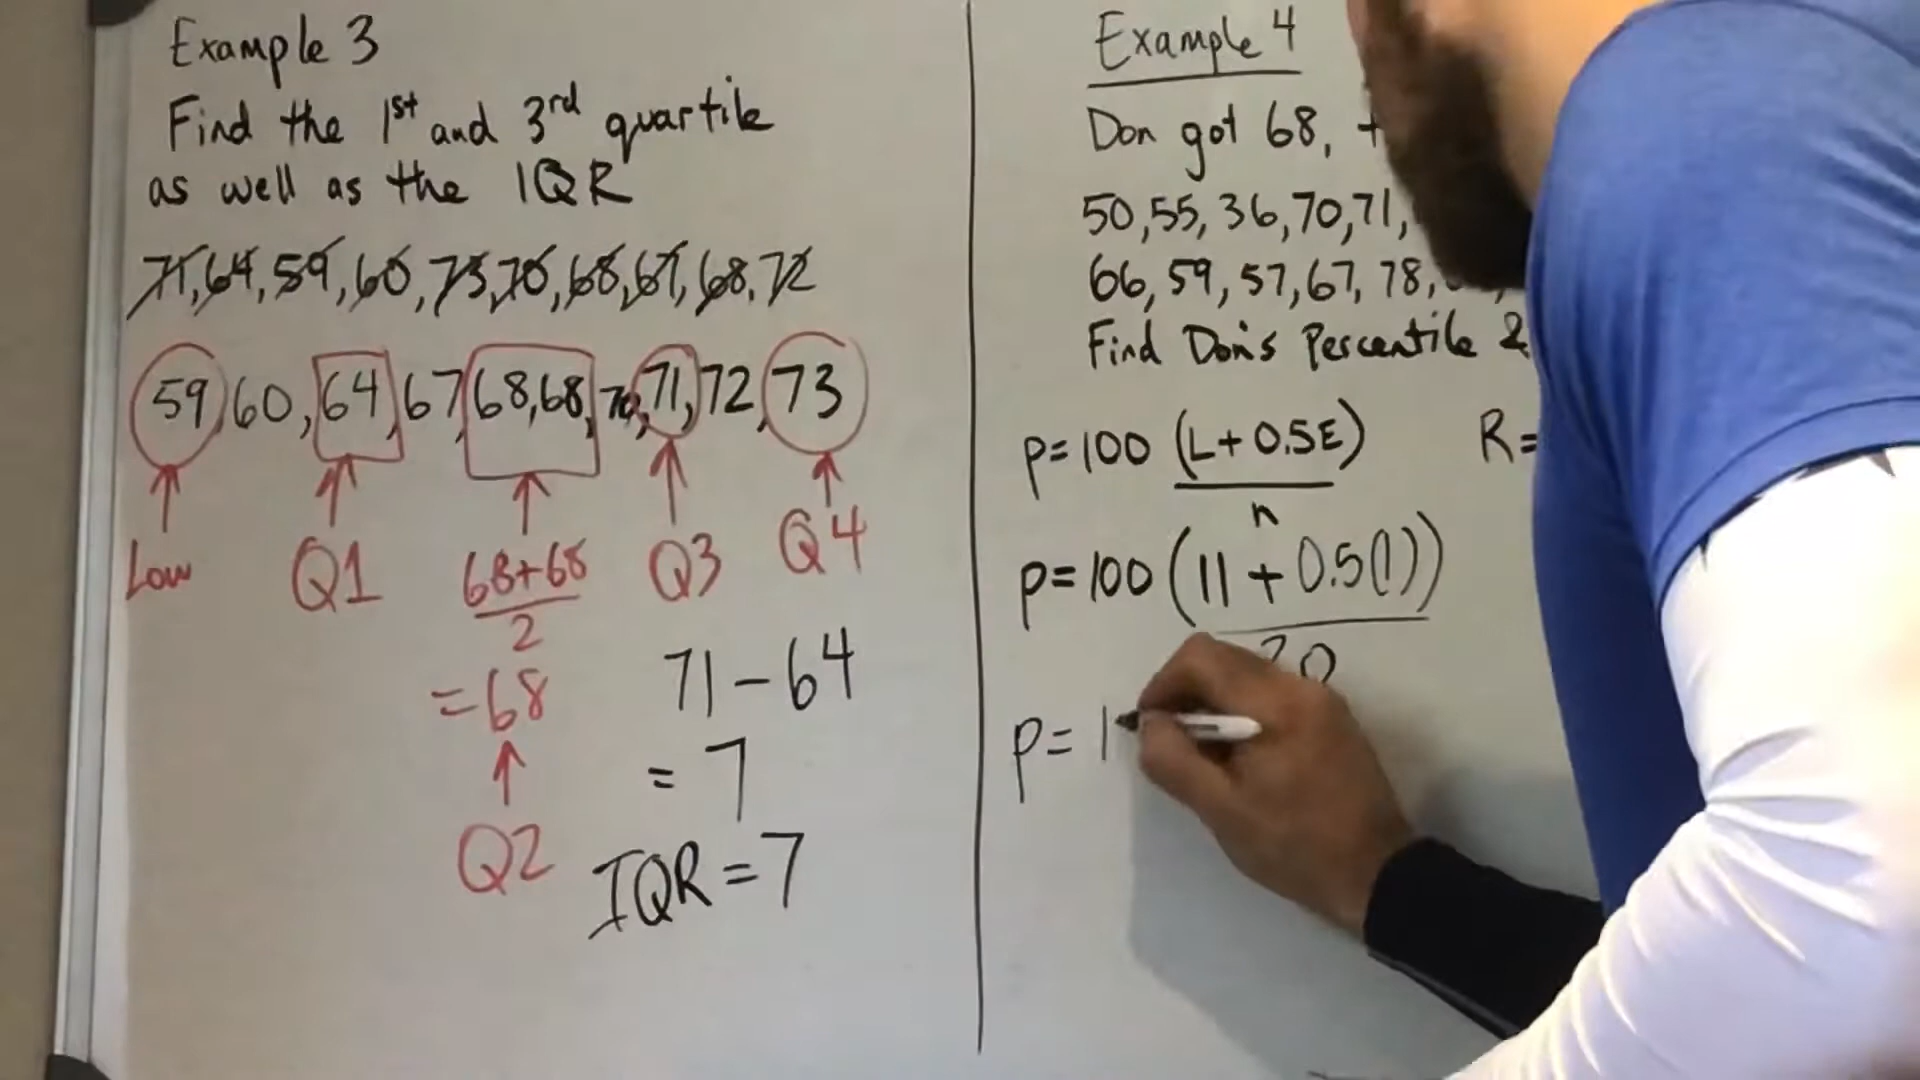 Example 3
Find the 1st and 3rd quartile
as well as the IQR
71, 64, 59, 60, 73, 70, 68, 67, 68, 72
59, 60, 64, 67, 68, 68, 70, 71, 72, 73
Low
Q1
68+68
2
= 68
Q2
Q3
Q4
71 - 64
= 7
IQR = 7
Example 4
Don got 68,
50, 55, 36, 70, 71,
66, 59, 57, 67, 78,
Find Don's Percentile &
p = 100 (L + 0.5E)
n
R =
p = 100 (11 + 0.5(1))
20
p = 1